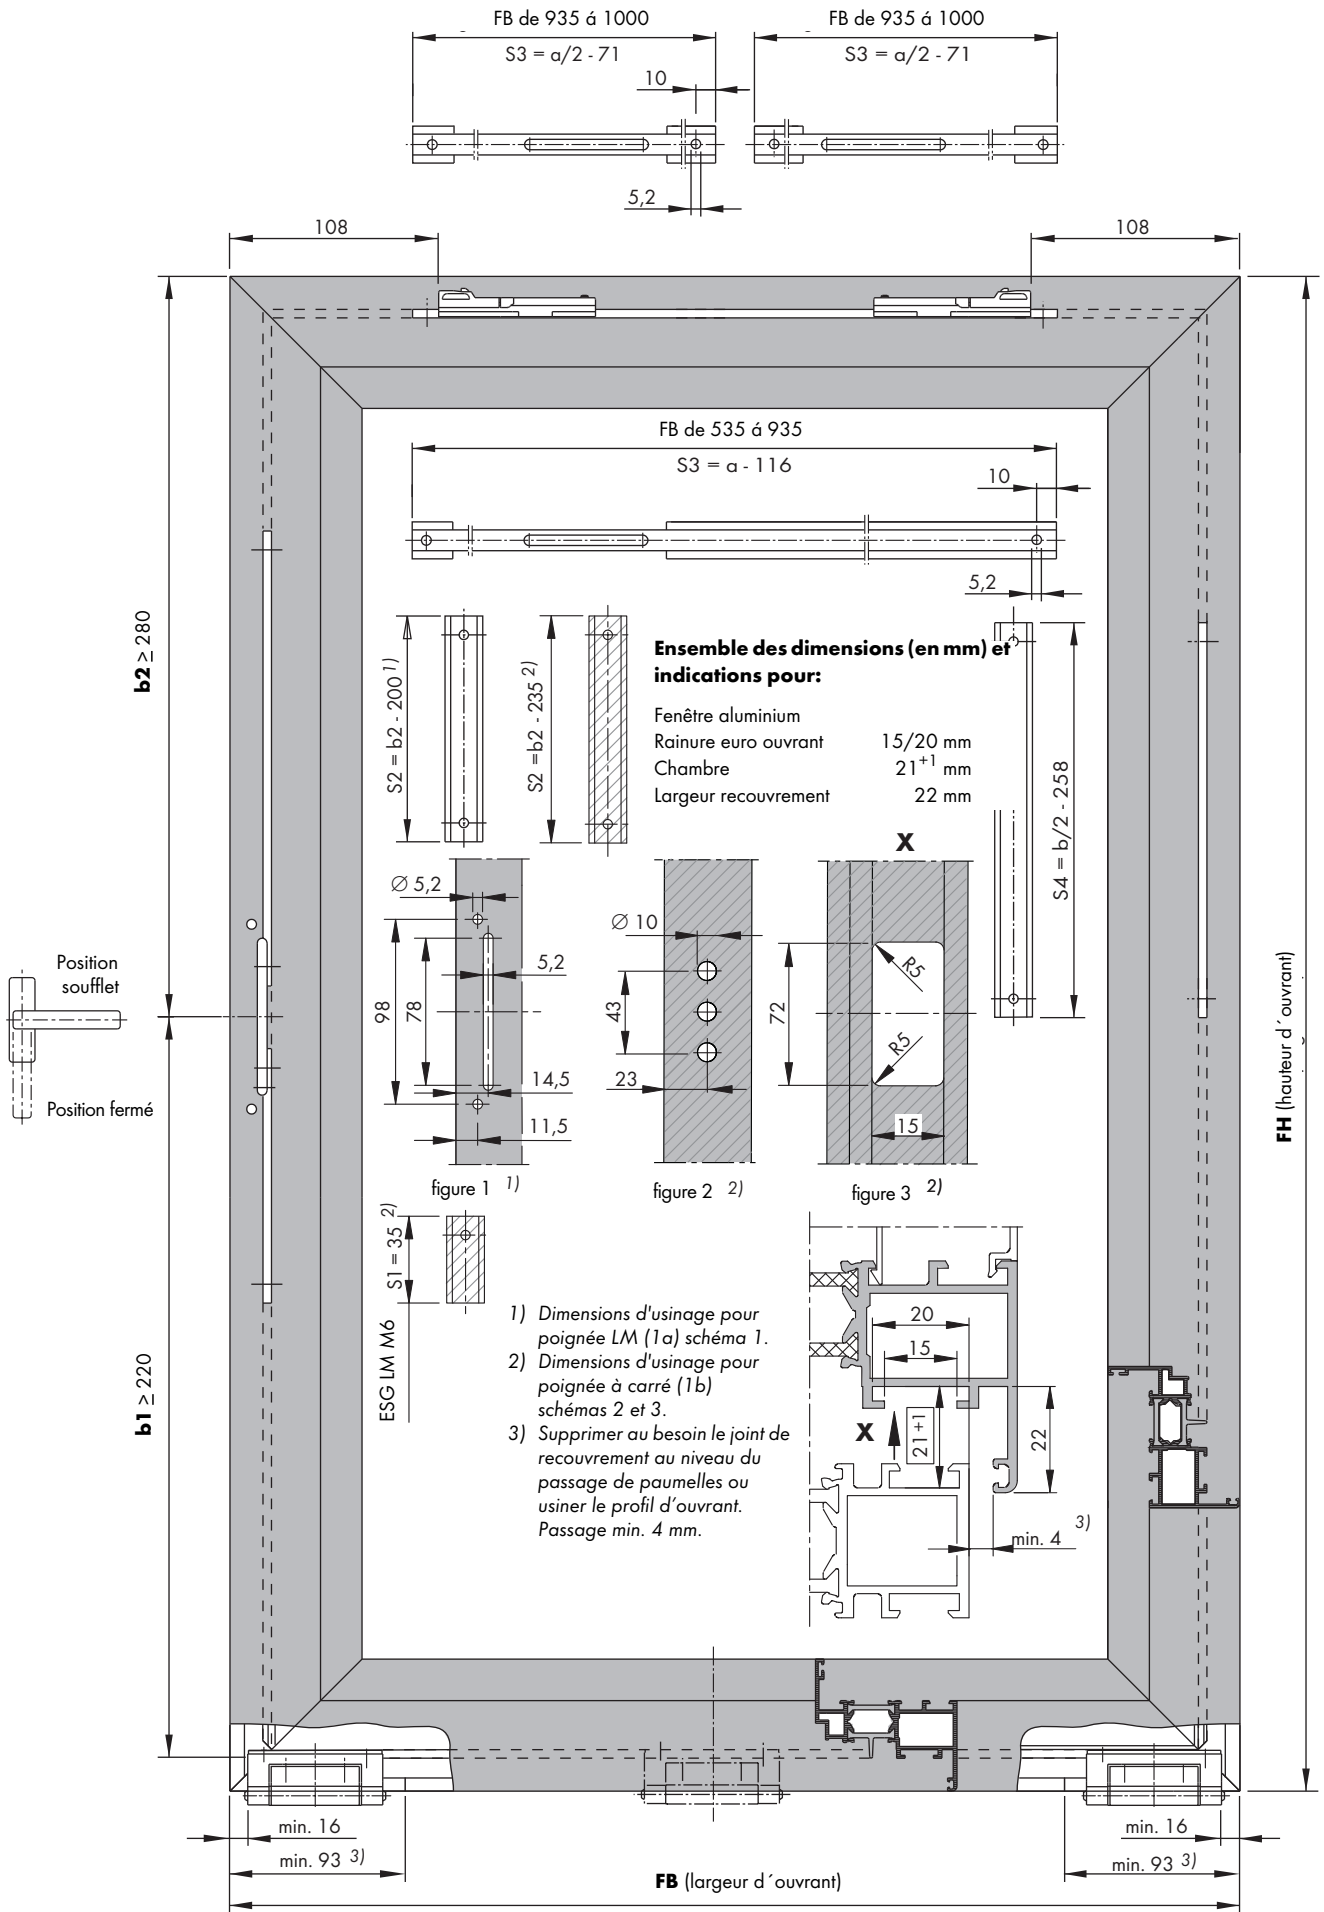 FB de 935 á 1000
FB de 935 á 1000
S3 = a/2 - 71
S3 = a/2 - 71
10
5,2
108
108
FB de 535 á 935
S3 = a - 116
10
5,2
b2 ≥ 280
S2 = b2 - 200 1)
S2 =b2 - 235 2)
Ensemble des dimensions (en mm) et
indications pour:
Fenêtre aluminium
Rainure euro ouvrant 15/20 mm
Chambre 21+1 mm
Largeur recouvrement 22 mm
S4 = b/2 - 258
X
Ø 5,2
Ø 10
5,2
R5
98
78
43
72
R5
14,5
23
11,5
15
Position
soufflet
Position fermé
FH (hauteur d´ouvrant)
figure 1 1)
figure 2 2)
figure 3 2)
S1 = 35 2)
ESG LM M6
b1 ≥ 220
1) Dimensions d'usinage pour
poignée LM (1a) schéma 1.
2) Dimensions d'usinage pour
poignée à carré (1b)
schémas 2 et 3.
3) Supprimer au besoin le joint de
recouvrement au niveau du
passage de paumelles ou
usiner le profil d'ouvrant.
Passage min. 4 mm.
20
15
X
21+1
22
min. 4 3)
min. 16
min. 16
min. 93 3)
min. 93 3)
FB (largeur d´ouvrant)